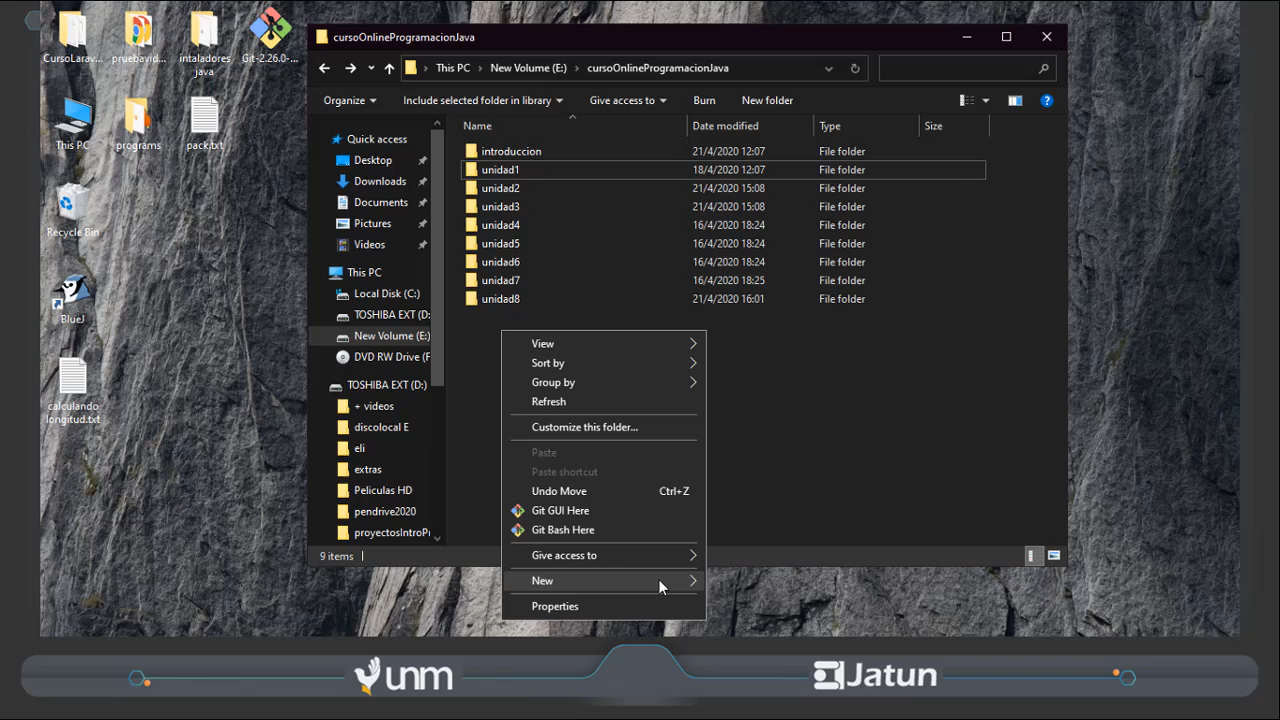 CursoLarav...
pruebavid...
intaladores
java
Git-2.26.0-...
This PC
programs
pack.txt
Recycle Bin
BlueJ
calculando
longitud.txt
cursoOnlineProgramacionJava
This PC
New Volume (E:)
cursoOnlineProgramacionJava
Organize
Include selected folder in library
Give access to
Burn
New folder
Name
Date modified
Type
Size
Quick access
Desktop
Downloads
Documents
Pictures
Videos
This PC
Local Disk (C:)
TOSHIBA EXT (D:
New Volume (E:)
DVD RW Drive (F
TOSHIBA EXT (D:)
+ videos
discolocal E
eli
extras
Peliculas HD
pendrive2020
proyectosIntroPr
introduccion 21/4/2020 12:07 File folder
unidad1 18/4/2020 12:07 File folder
unidad2 21/4/2020 15:08 File folder
unidad3 21/4/2020 15:08 File folder
unidad4 16/4/2020 18:24 File folder
unidad5 16/4/2020 18:24 File folder
unidad6 16/4/2020 18:24 File folder
unidad7 16/4/2020 18:25 File folder
unidad8 21/4/2020 16:01 File folder
View
Sort by
Group by
Refresh
Customize this folder...
Paste
Paste shortcut
Undo Move Ctrl+Z
Git GUI Here
Git Bash Here
Give access to
New
Properties
9 items
unm
Jatun